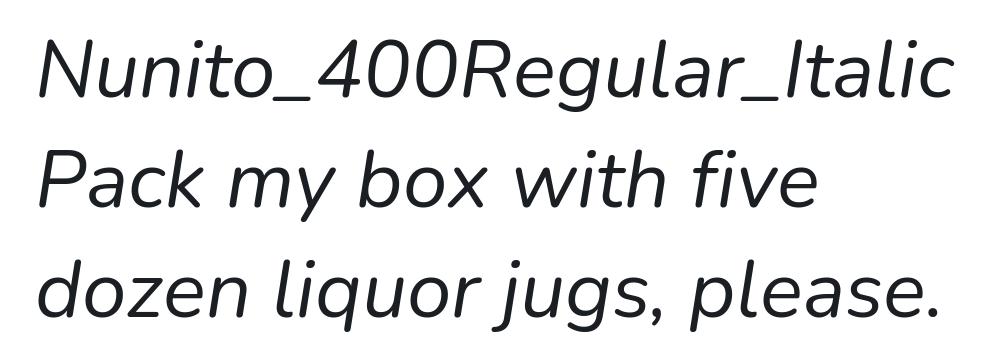 Nunito_400Regular_Italic
Pack my box with five
dozen liquor jugs, please.